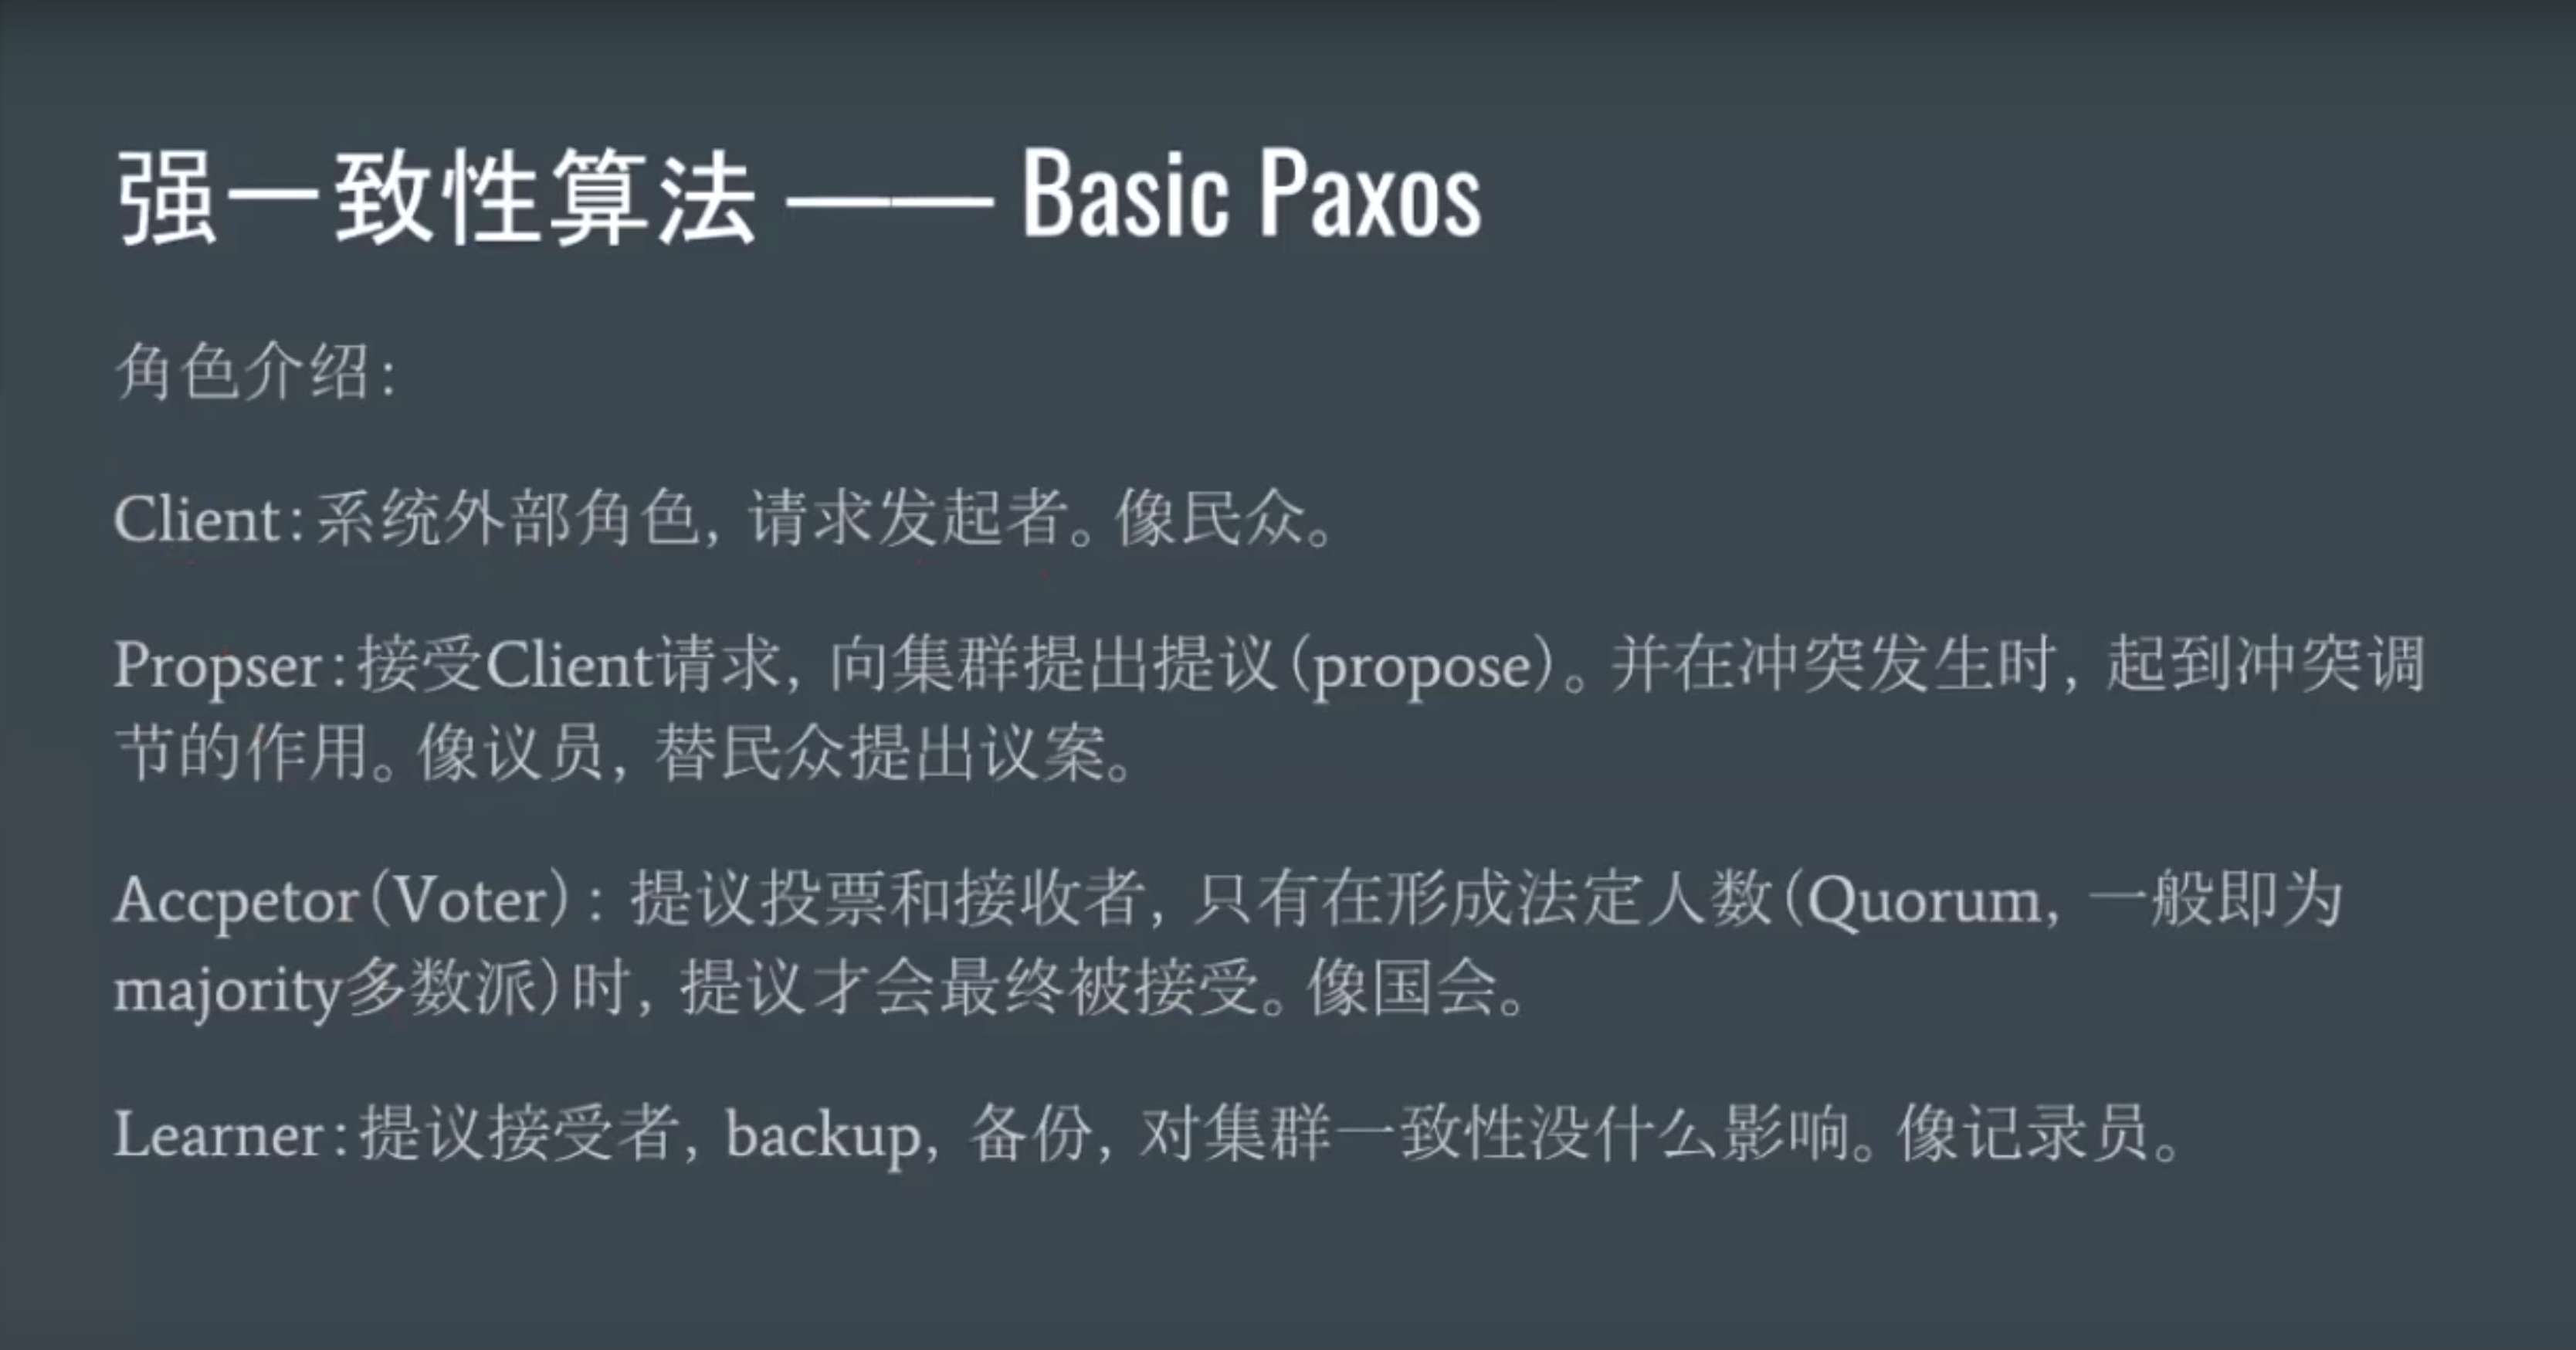 强一致性算法 —— Basic Paxos
角色介绍：
Client：系统外部角色，请求发起者。像民众。
Propser：接受Client请求，向集群提出提议（propose）。并在冲突发生时，起到冲突调
节的作用。像议员，替民众提出议案。
Accpetor（Voter）：提议投票和接收者，只有在形成法定人数（Quorum，一般即为
majority多数派）时，提议才会最终被接受。像国会。
Learner：提议接受者，backup，备份，对集群一致性没什么影响。像记录员。